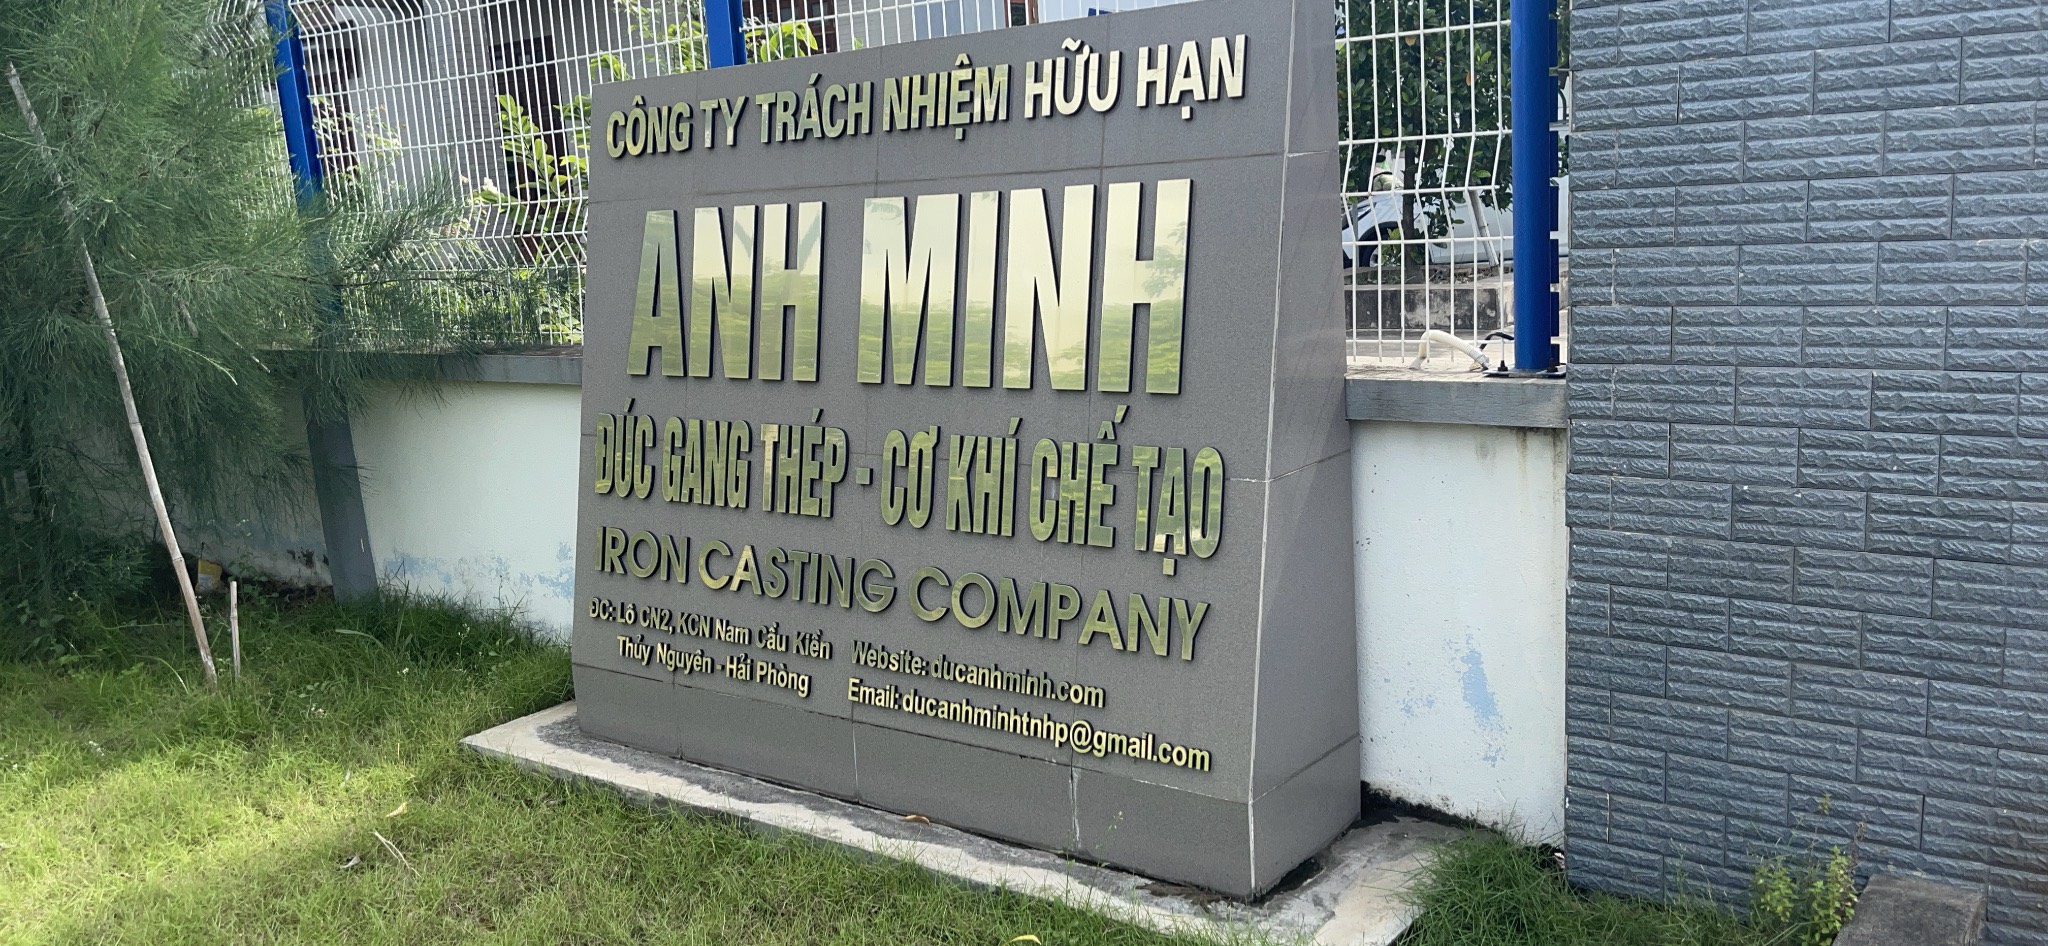 CÔNG TY TRÁCH NHIỆM HỮU HẠN
ANH MINH
ĐÚC GANG THÉP - CƠ KHÍ CHẾ TẠO
IRON CASTING COMPANY
ĐC: Lô CN2, KCN Nam Cầu Kiền
Thủy Nguyên - Hải Phòng
Website: ducanhminh.com
Email: ducanhminhtnhp@gmail.com